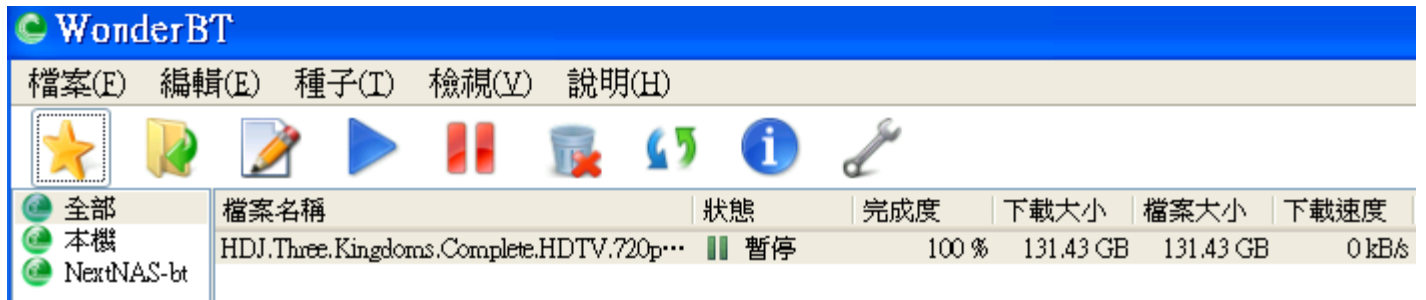 WonderBT
檔案(F) 編輯(E) 種子(T) 檢視(V) 說明(H)
全部 檔案名稱 狀態 完成度 下載大小 檔案大小 下載速度
本機 HDJ.Three.Kingdoms.Complete.HDTV.720p… 暫停 100 % 131.43 GB 131.43 GB 0 kB/s
NextNAS-bt